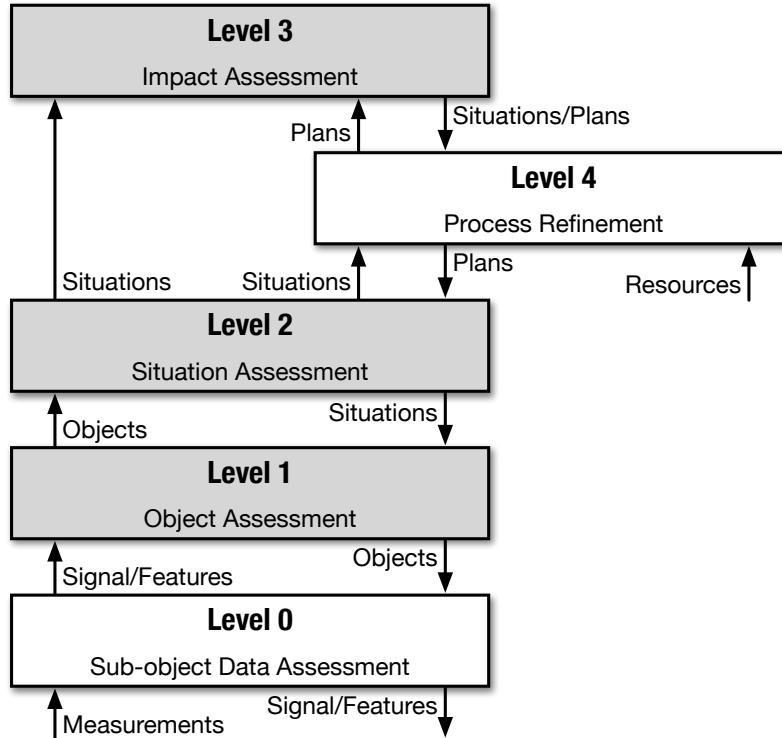 Level 3
Impact Assessment
Plans
Situations/Plans
Level 4
Process Refinement
Situations
Situations
Plans
Resources
Level 2
Situation Assessment
Objects
Situations
Level 1
Object Assessment
Signal/Features
Objects
Level 0
Sub-object Data Assessment
Measurements
Signal/Features